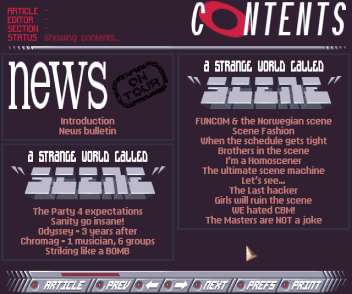 ARTICLE -
EDITOR -
SECTION -
STATUS showing contents...
CONTENTS
news
ON TOUR
Introduction
News bulletin
A STRANGE WORLD CALLED
"SCENE"
The Party 4 expectations
Sanity go insane!
Odyssey - 3 years after
Chromag - 1 musician, 6 groups
Striking like a BOMB
A STRANGE WORLD CALLED
"SCENE"
FUNCOM & the Norwegian scene
Scene Fashion
When the schedule gets tight
Brothers in the scene
I'm a Homoscener
The ultimate scene machine
Let's see...
The Last hacker
Girls will ruin the scene
WE hated CBM!
The Masters are NOT a joke
ARTICLE
PREV
NEXT
PREFS
PRINT